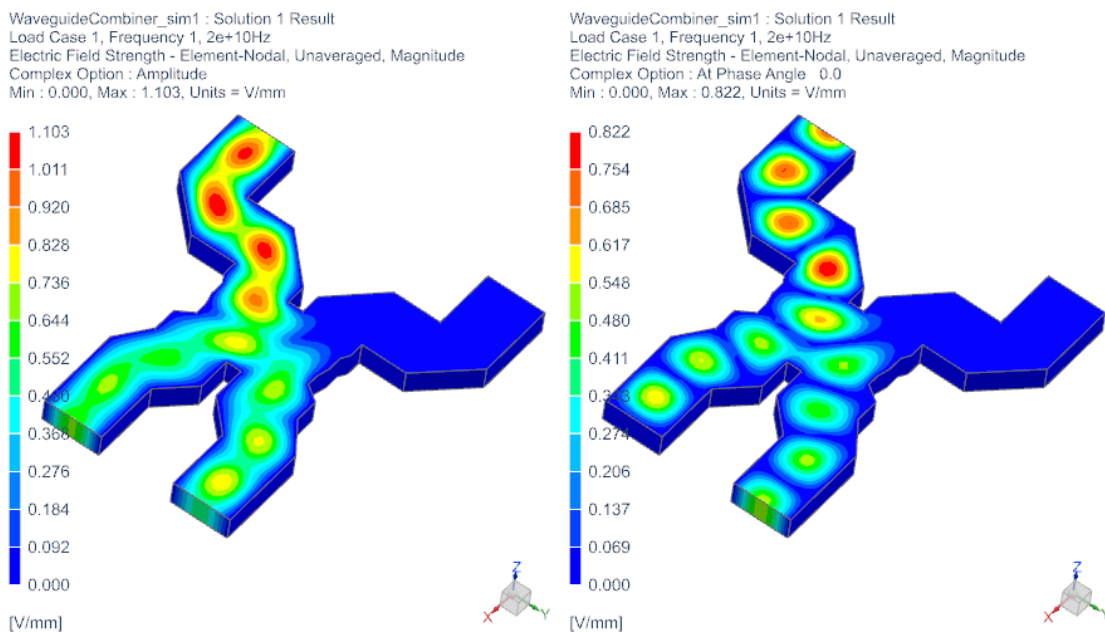 WaveguideCombiner_sim1 : Solution 1 Result
Load Case 1, Frequency 1, 2e+10Hz
Electric Field Strength - Element-Nodal, Unaveraged, Magnitude
Complex Option : Amplitude
Min : 0.000, Max : 1.103, Units = V/mm
1.103
1.011
0.920
0.828
0.736
0.644
0.552
0.460
0.368
0.276
0.184
0.092
0.000
[V/mm]
Z
X
Y
WaveguideCombiner_sim1 : Solution 1 Result
Load Case 1, Frequency 1, 2e+10Hz
Electric Field Strength - Element-Nodal, Unaveraged, Magnitude
Complex Option : At Phase Angle 0.0
Min : 0.000, Max : 0.822, Units = V/mm
0.822
0.754
0.685
0.617
0.548
0.480
0.411
0.343
0.274
0.206
0.137
0.069
0.000
[V/mm]
Z
X
Y